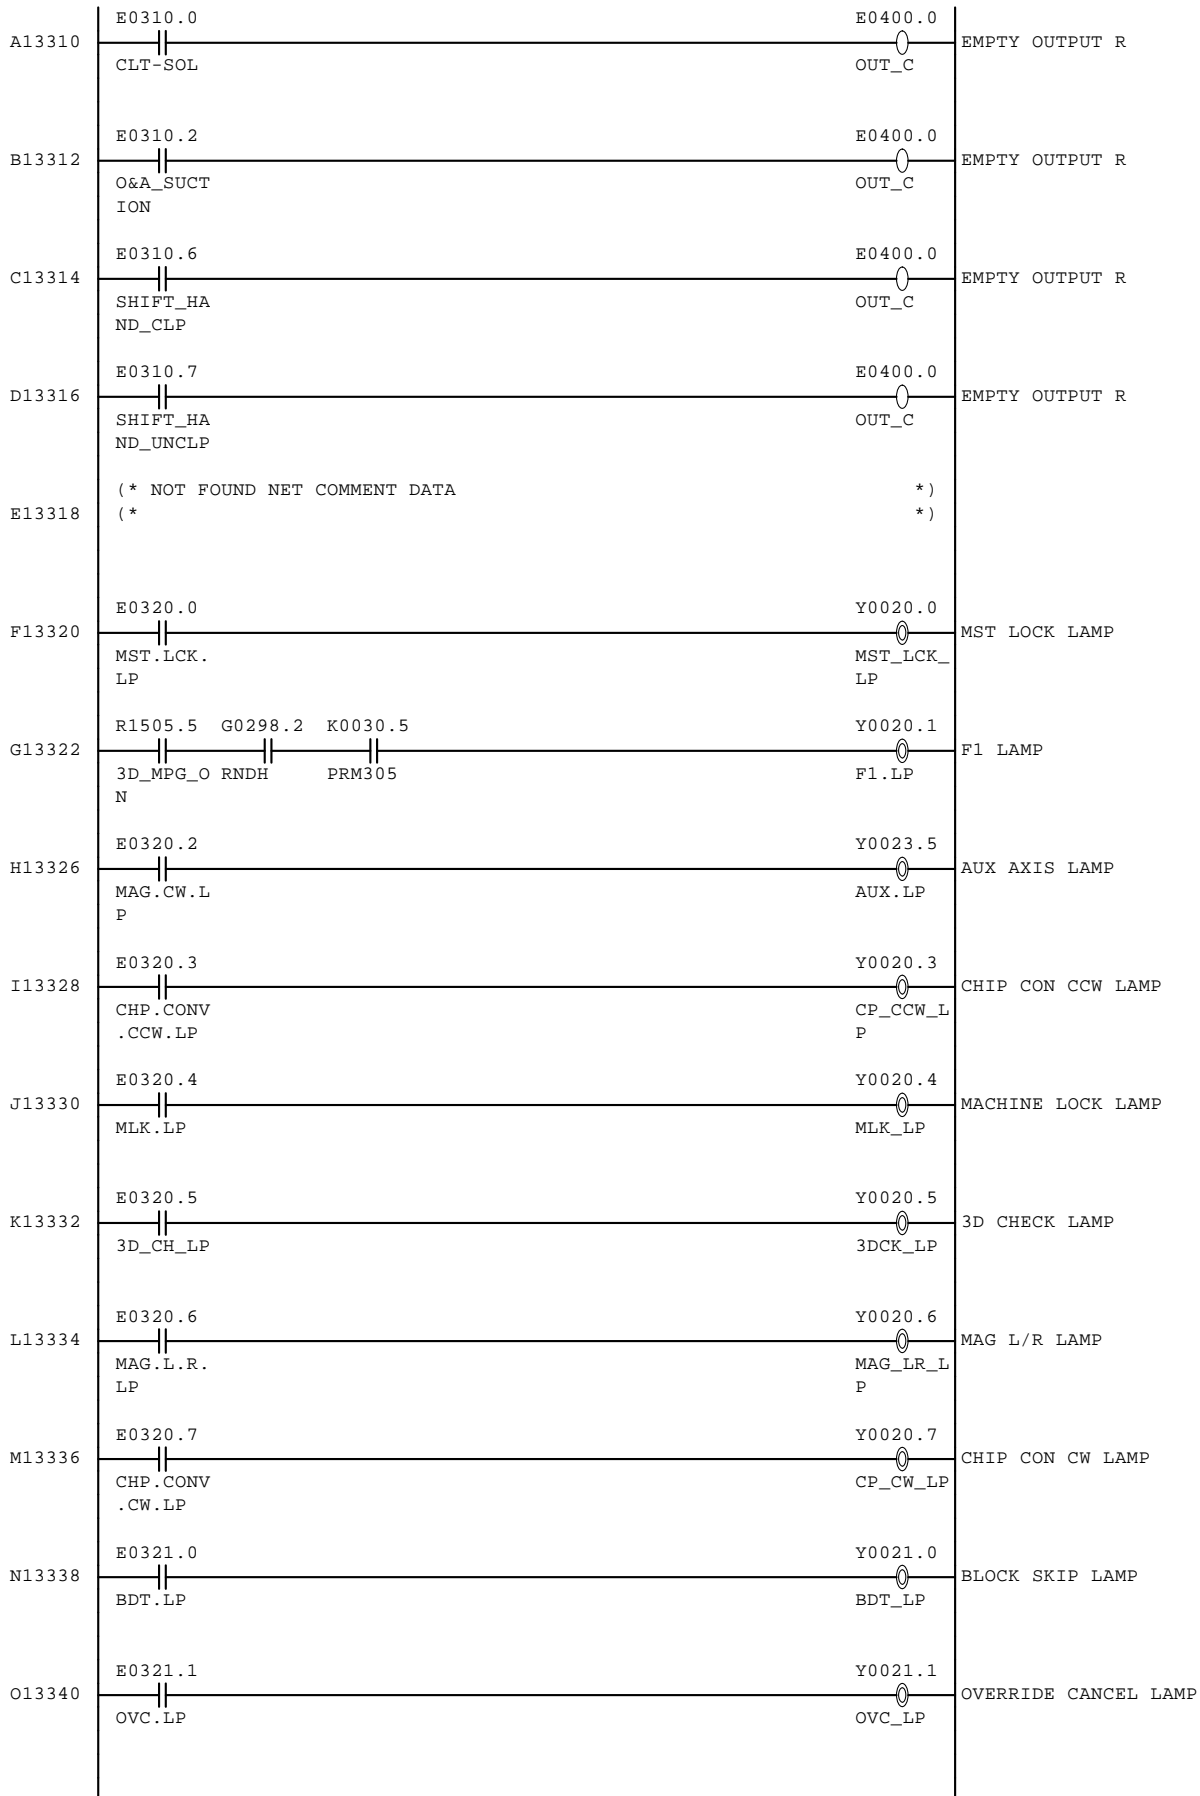 E0310.0 E0400.0
A13310 EMPTY OUTPUT R
CLT-SOL OUT_C
E0310.2 E0400.0
B13312 EMPTY OUTPUT R
O&A_SUCT OUT_C
ION
E0310.6 E0400.0
C13314 EMPTY OUTPUT R
SHIFT_HA OUT_C
ND_CLP
E0310.7 E0400.0
D13316 EMPTY OUTPUT R
SHIFT_HA OUT_C
ND_UNCLP
(* NOT FOUND NET COMMENT DATA *)
E13318 (* *)
E0320.0 Y0020.0
F13320 MST LOCK LAMP
MST.LCK. MST_LCK_
LP LP
R1505.5 G0298.2 K0030.5 Y0020.1
G13322 F1 LAMP
3D_MPG_O RNDH PRM305 F1.LP
N
E0320.2 Y0023.5
H13326 AUX AXIS LAMP
MAG.CW.L AUX.LP
P
E0320.3 Y0020.3
I13328 CHIP CON CCW LAMP
CHP.CONV CP_CCW_L
.CCW.LP P
E0320.4 Y0020.4
J13330 MACHINE LOCK LAMP
MLK.LP MLK_LP
E0320.5 Y0020.5
K13332 3D CHECK LAMP
3D_CH_LP 3DCK_LP
E0320.6 Y0020.6
L13334 MAG L/R LAMP
MAG.L.R. MAG_LR_L
LP P
E0320.7 Y0020.7
M13336 CHIP CON CW LAMP
CHP.CONV CP_CW_LP
.CW.LP
E0321.0 Y0021.0
N13338 BLOCK SKIP LAMP
BDT.LP BDT_LP
E0321.1 Y0021.1
O13340 OVERRIDE CANCEL LAMP
OVC.LP OVC_LP